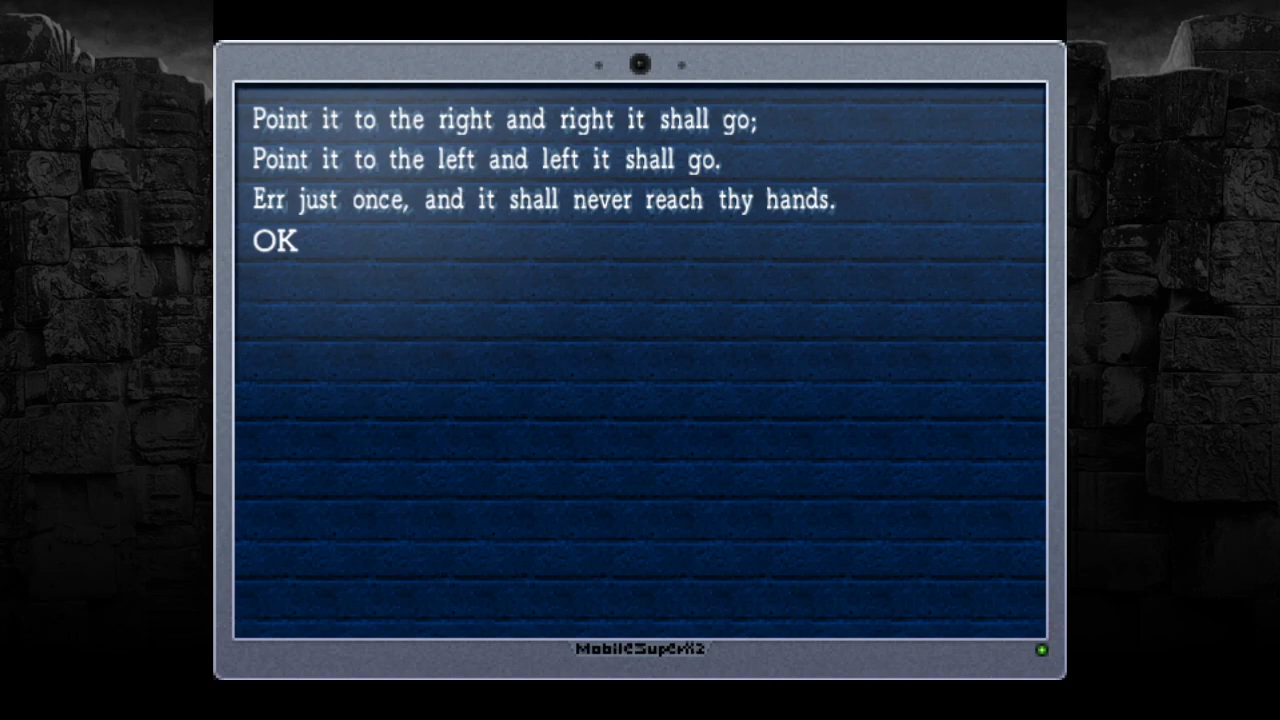 Point it to the right and right it shall go;
Point it to the left and left it shall go.
Err just once, and it shall never reach thy hands.
OK
MobileSuperX2